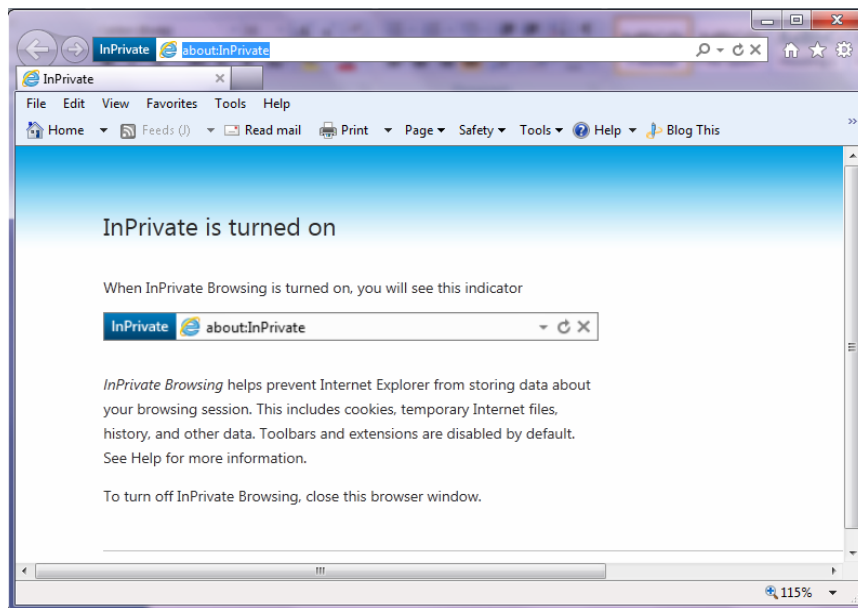 InPrivate about:InPrivate
InPrivate
File Edit View Favorites Tools Help
Home Feeds (J) Read mail Print Page Safety Tools Help Blog This
InPrivate is turned on
When InPrivate Browsing is turned on, you will see this indicator
InPrivate about:InPrivate
InPrivate Browsing helps prevent Internet Explorer from storing data about
your browsing session. This includes cookies, temporary Internet files,
history, and other data. Toolbars and extensions are disabled by default.
See Help for more information.
To turn off InPrivate Browsing, close this browser window.
115%